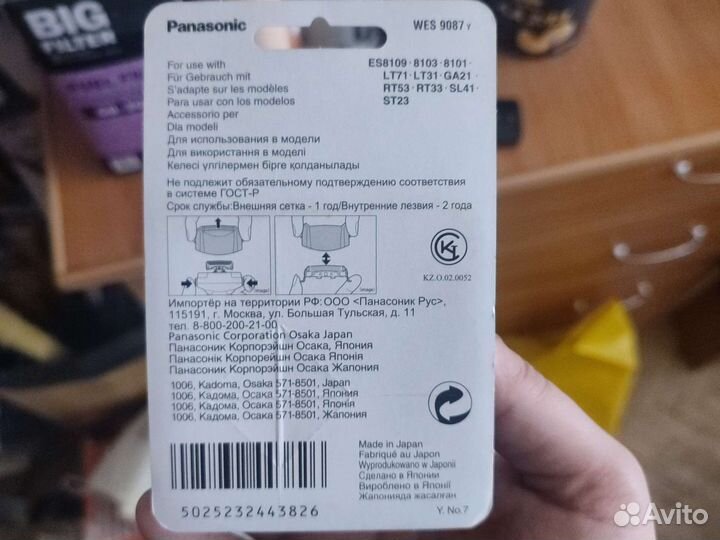 BIG
FILTER
Panasonic
WES 9087 Y
For use with
Für Gebrauch mit
S'adapte sur les modèles
Para usar con los modelos
Accessorio per
Dla modeli
Для использования в модели
Для використання в моделі
Келесі үлгілермен бірге қолданылады
ES8109 · 8103 · 8101 ·
LT71 · LT31 · GA21 ·
RT53 · RT33 · SL41 ·
ST23
Не подлежит обязательному подтверждению соответствия
в системе ГОСТ-Р
Срок службы:Внешняя сетка - 1 год/Внутренние лезвия - 2 года
(image)
(image)
KZ.O.02.0052
Импортёр на территории РФ:ООО <Панасоник Рус>,
115191, г. Москва, ул. Большая Тульская, д. 11
тел. 8-800-200-21-00
Panasonic Corporation Osaka Japan
Панасоник Корпорэйшн Осака, Япония
Панасонік Корпорейшн Осака Японія
Панасоник Корпорэйшн Осака Жапония
1006, Kadoma, Osaka 571-8501, Japan
1006, Кадома, Осака 571-8501, Япония
1006, Кадома, Осака 571-8501, Японія
1006, Кадома, Осака 571-8501, Жапония
5025232443826
Made in Japan
Fabriqué au Japon
Wyprodukowano w Japonii
Сделано в Японии
Вироблено в Японії
Жапонияда жасалған
Y. No.7
Avito